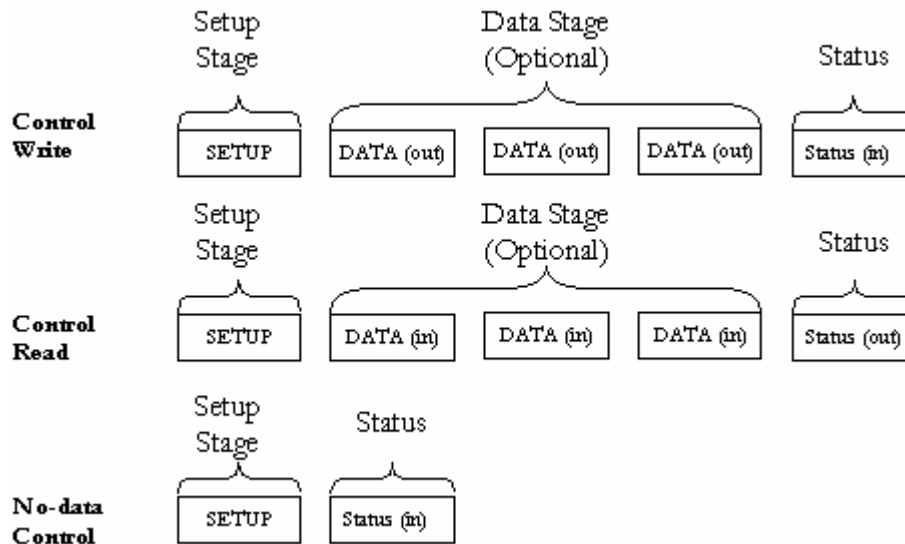 Setup
Stage
Data Stage
(Optional)
Status
Control
Write
SETUP
DATA (out)
DATA (out)
DATA (out)
Status (in)
Setup
Stage
Data Stage
(Optional)
Status
Control
Read
SETUP
DATA (in)
DATA (in)
DATA (in)
Status (out)
Setup
Stage
Status
No-data
Control
SETUP
Status (in)